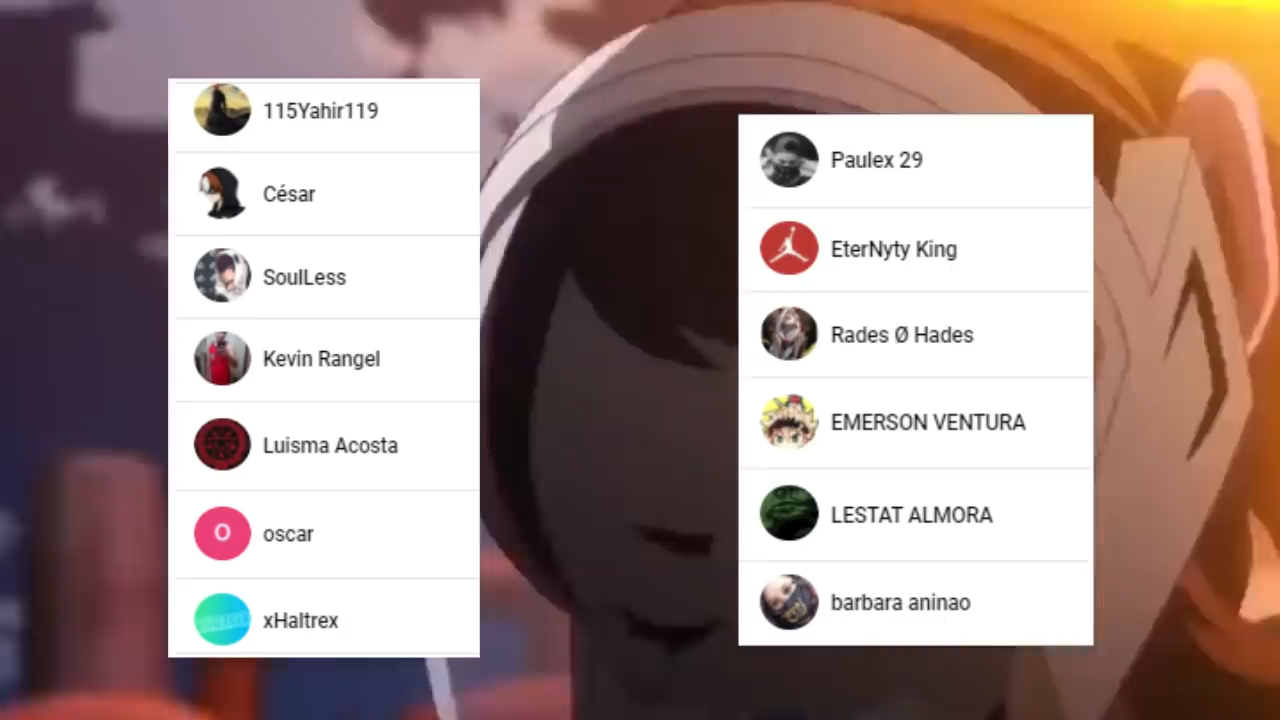 115Yahir119
César
SoulLess
Kevin Rangel
Luisma Acosta
O
oscar
xHaltrex
Paulex 29
EterNyty King
Rades Ø Hades
EMERSON VENTURA
LESTAT ALMORA
barbara aninao